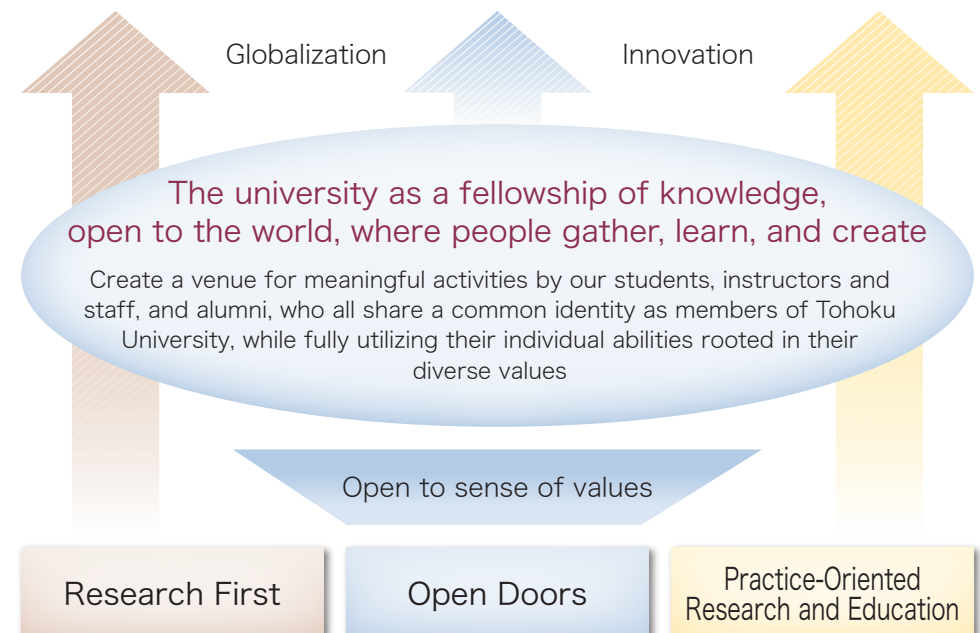 Globalization
Innovation
The university as a fellowship of knowledge,
open to the world, where people gather, learn, and create
Create a venue for meaningful activities by our students, instructors and
staff, and alumni, who all share a common identity as members of Tohoku
University, while fully utilizing their individual abilities rooted in their
diverse values
Open to sense of values
Research First
Open Doors
Practice-Oriented
Research and Education